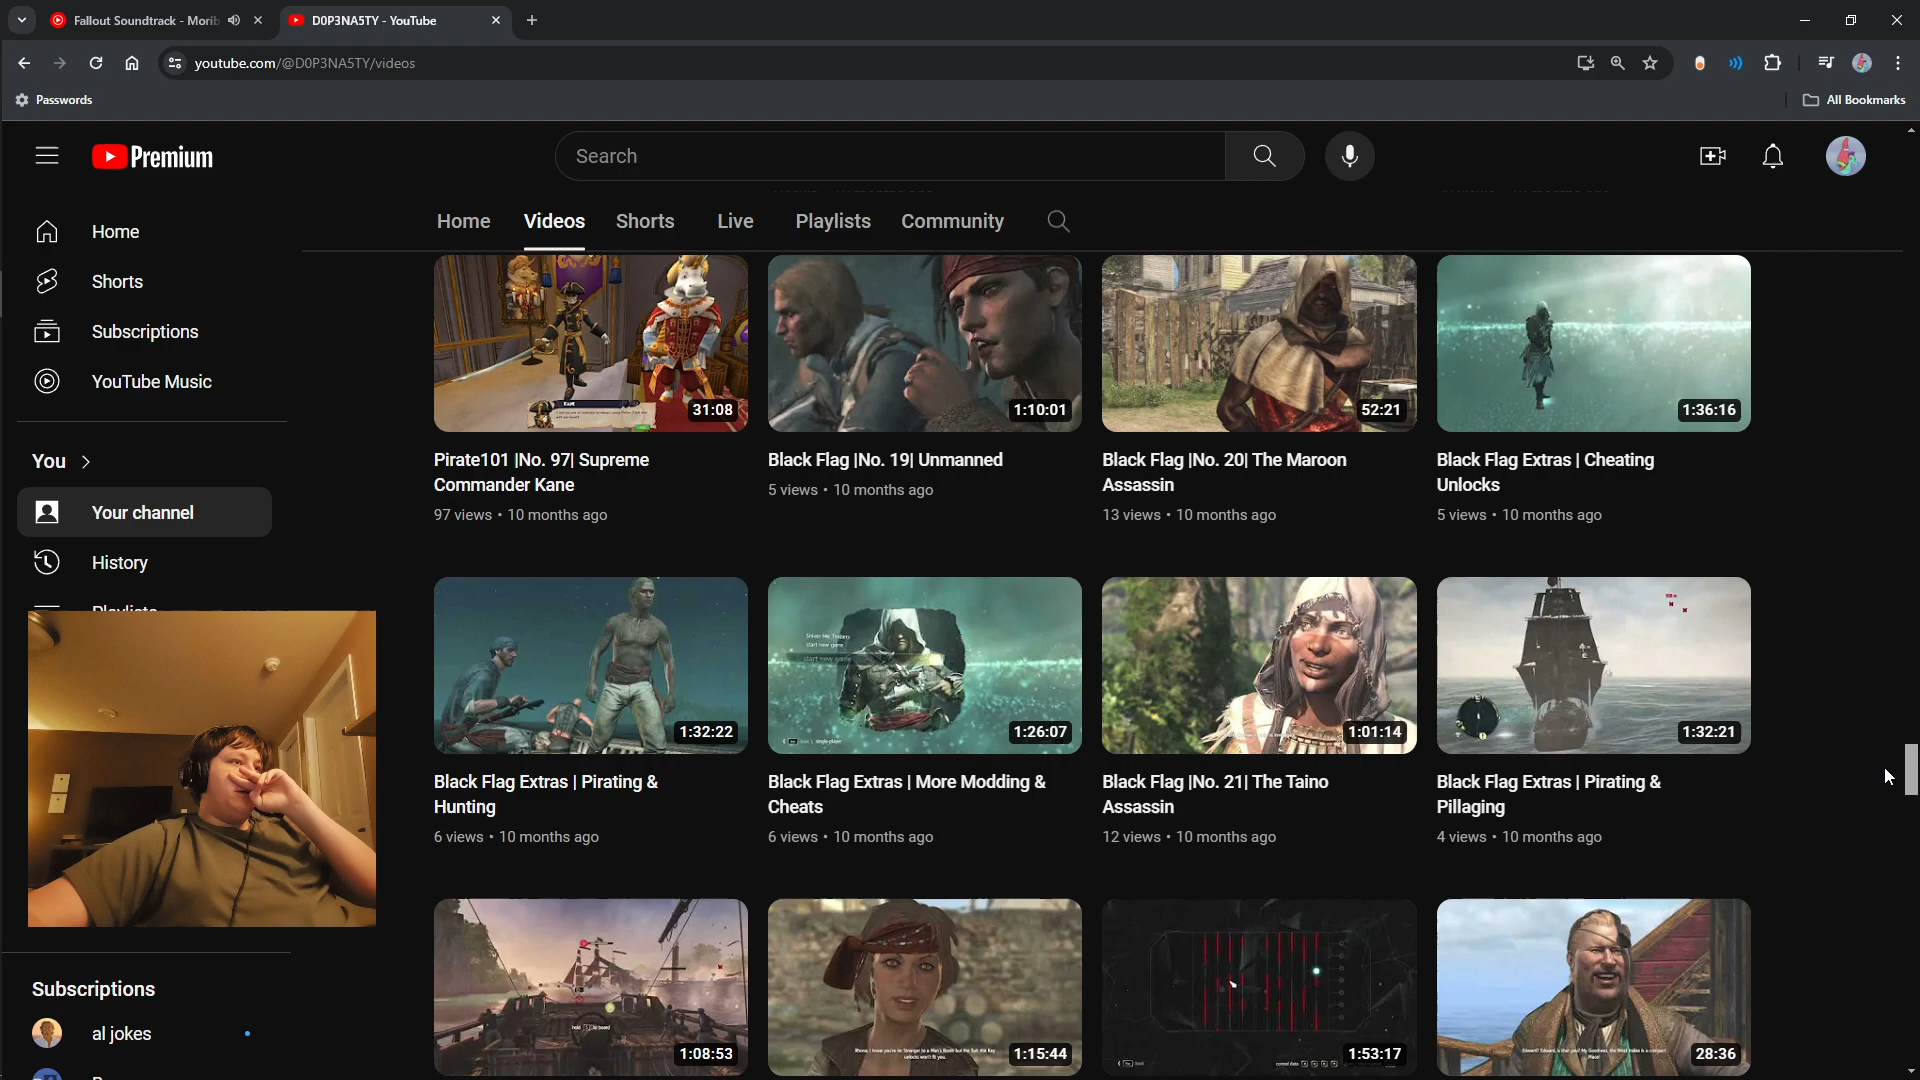 Fallout Soundtrack - Morib
D0P3NA5TY - YouTube
youtube.com/@D0P3NA5TY/videos
Passwords
All Bookmarks
Premium
Search
Home
Videos
Shorts
Live
Playlists
Community
Home
Shorts
Subscriptions
YouTube Music
You
Your channel
History
Playlists
Subscriptions
al jokes
31:08
1:10:01
52:21
1:36:16
Pirate101 |No. 97| Supreme
Commander Kane
97 views • 10 months ago
Black Flag |No. 19| Unmanned
5 views • 10 months ago
Black Flag |No. 20| The Maroon
Assassin
13 views • 10 months ago
Black Flag Extras | Cheating
Unlocks
5 views • 10 months ago
1:32:22
1:26:07
1:01:14
1:32:21
Black Flag Extras | Pirating &
Hunting
6 views • 10 months ago
Black Flag Extras | More Modding &
Cheats
6 views • 10 months ago
Black Flag |No. 21| The Taino
Assassin
12 views • 10 months ago
Black Flag Extras | Pirating &
Pillaging
4 views • 10 months ago
1:08:53
1:15:44
1:53:17
28:36